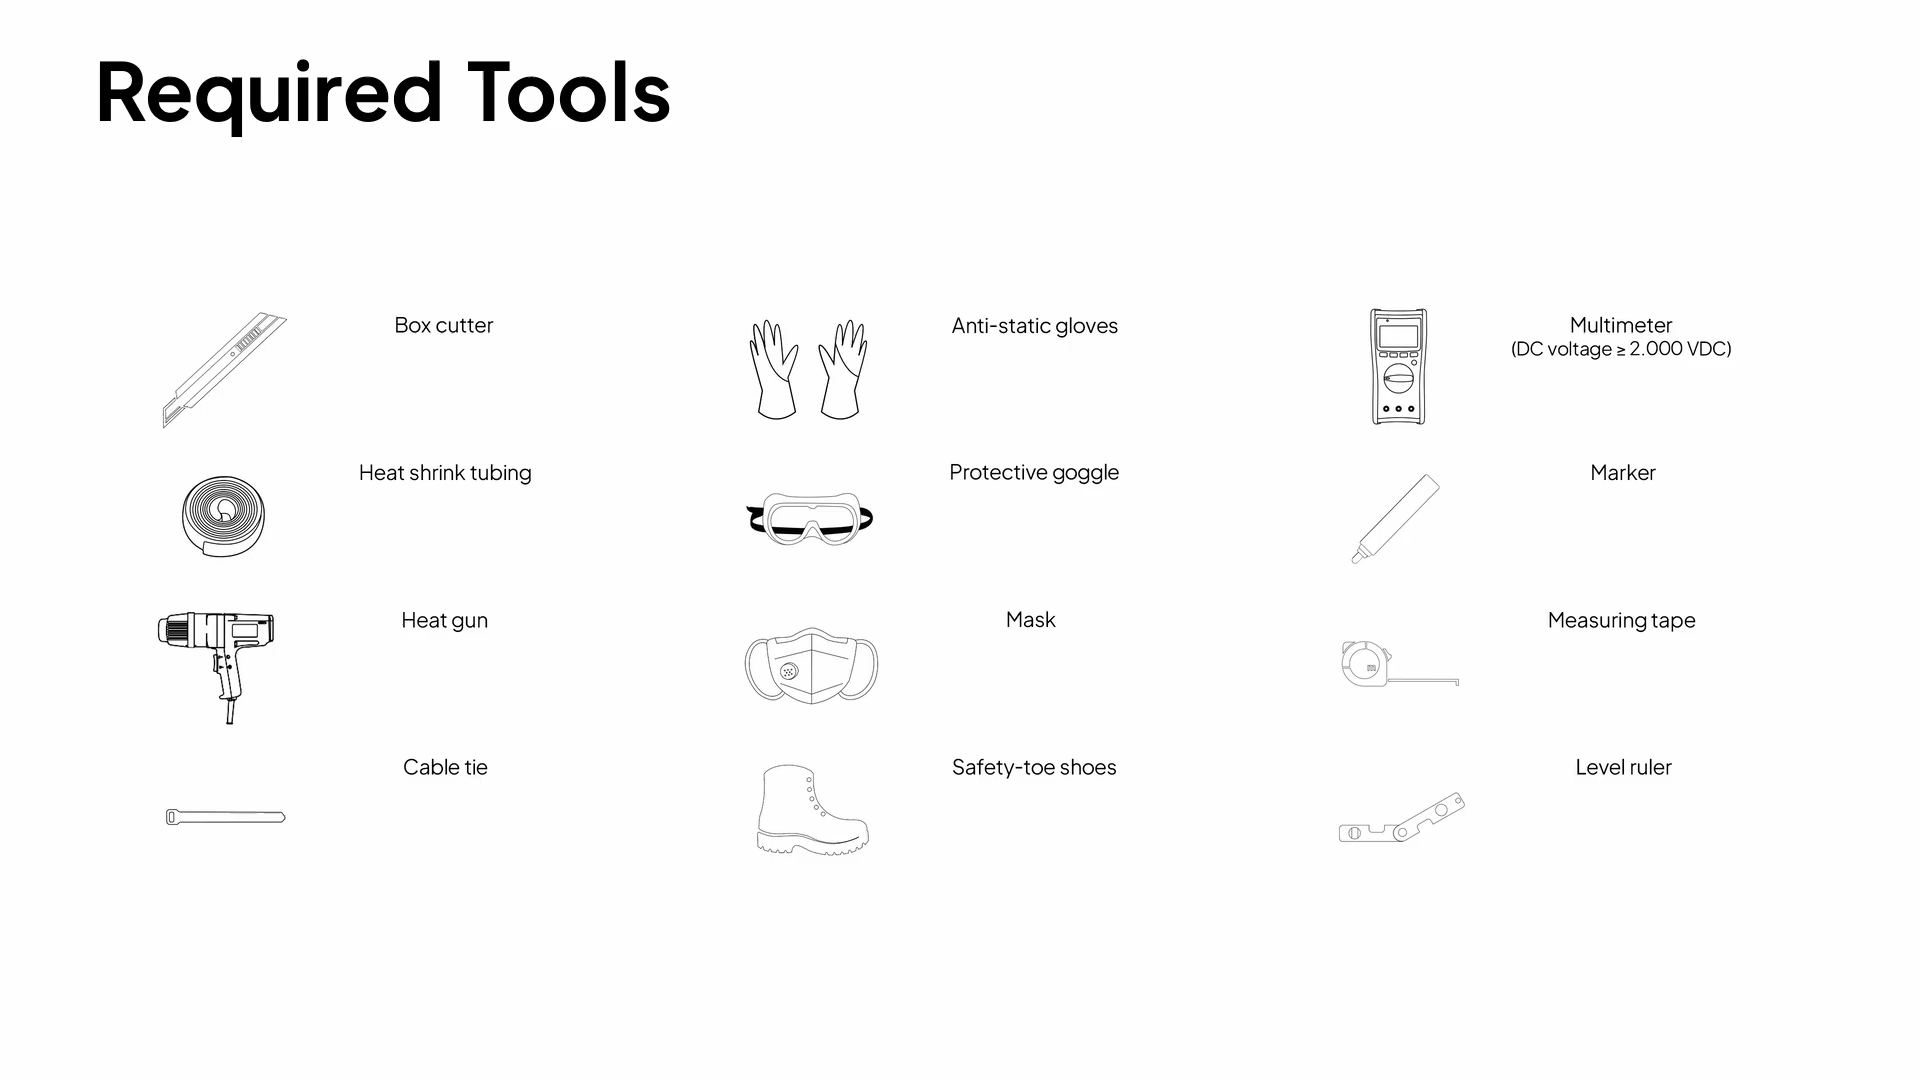 Required Tools
Box cutter
Anti-static gloves
Multimeter
(DC voltage ≥ 2.000 VDC)
Heat shrink tubing
Protective goggle
Marker
Heat gun
Mask
Measuring tape
m
Cable tie
Safety-toe shoes
Level ruler